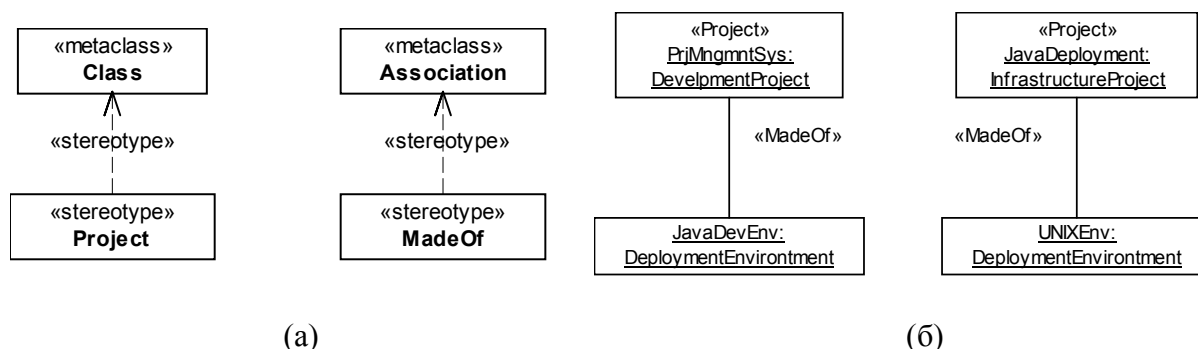 «metaclass»
Class
«stereotype»
«stereotype»
Project
«metaclass»
Association
«stereotype»
«stereotype»
MadeOf
(а)
«Project»
PrjMngmntSys:
DevelpmentProject
«MadeOf»
JavaDevEnv:
DeploymentEnvirontment
«Project»
JavaDeployment:
InfrastructureProject
«MadeOf»
UNIXEnv:
DeploymentEnvirontment
(б)